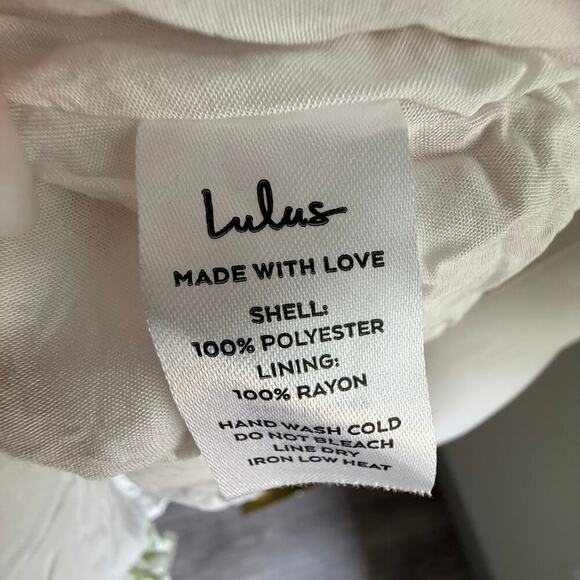 Lulus
MADE WITH LOVE
SHELL:
100% POLYESTER
LINING:
100% RAYON
HAND WASH COLD
DO NOT BLEACH
LINE DRY
IRON LOW HEAT